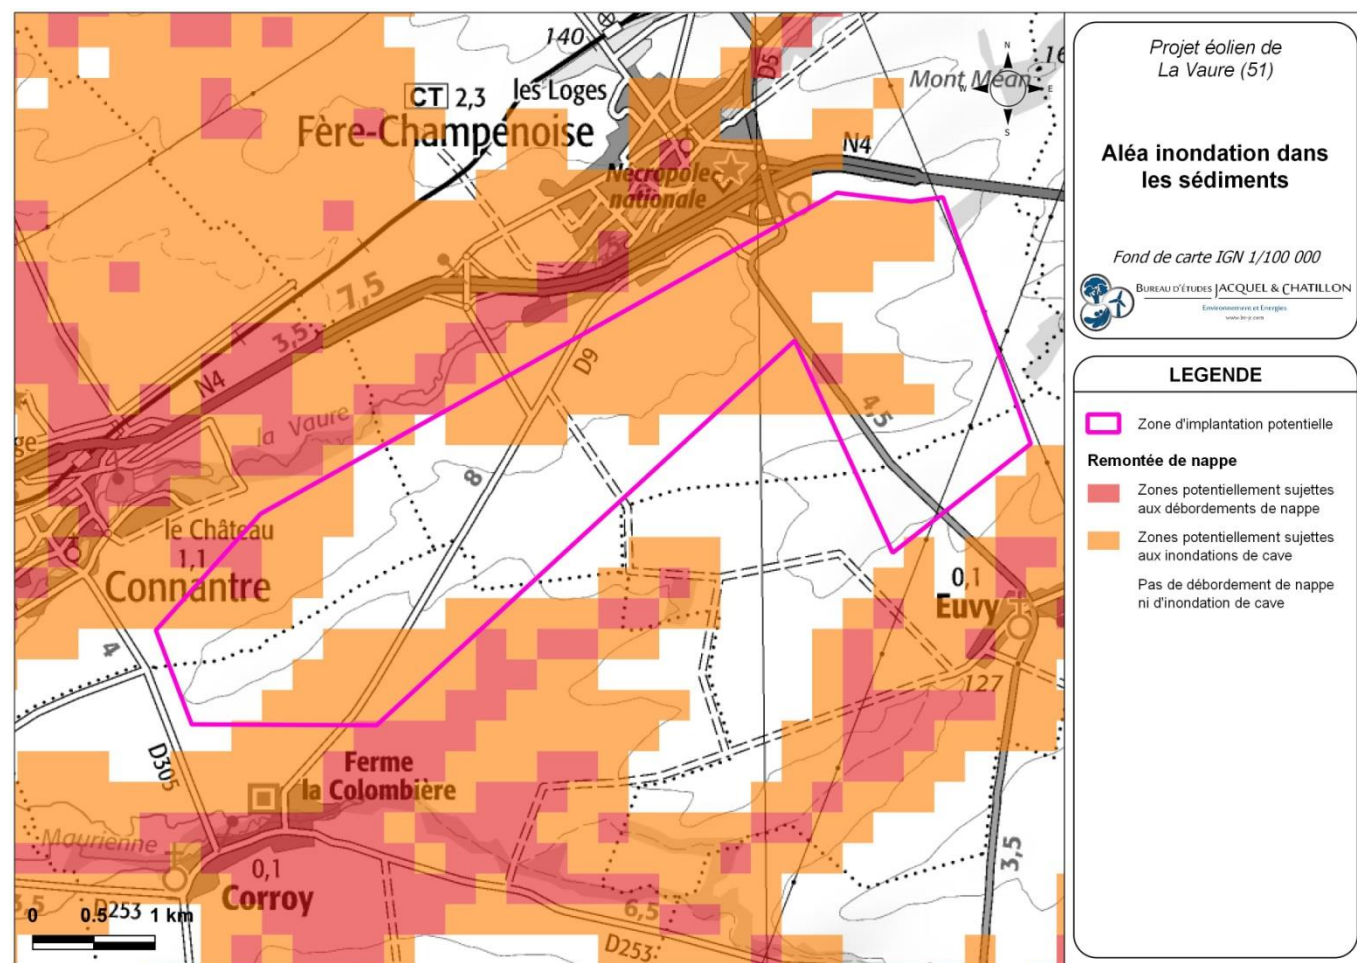 140
CT 2,3
les Loges
Fère-Champenoise
D5
Mont Méan
16
N
W
E
S
N4
Nécropole
nationale
7,5
3,5
N4
D9
la Vaure
ge
4,5
8
le Château
1,1
Connantre
0,1
Euvy
4
127
D305
Ferme
la Colombière
Maurienne
0,1
Corroy
3,5
D253
6,5
D253
3,5
0 0.5 1 km
Projet éolien de
La Vaure (51)
Aléa inondation dans
les sédiments
Fond de carte IGN 1/100 000
BUREAU D'ÉTUDES JACQUEL & CHATILLON
Environnement et Energies
LEGENDE
Zone d'implantation potentielle
Remontée de nappe
Zones potentiellement sujettes
aux débordements de nappe
Zones potentiellement sujettes
aux inondations de cave
Pas de débordement de nappe
ni d'inondation de cave